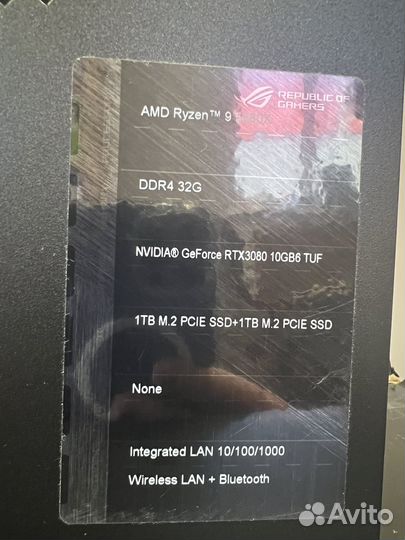 REPUBLIC OF
GAMERS
AMD Ryzen™ 9
DDR4 32G
NVIDIA® GeForce RTX3080 10GB6 TUF
1TB M.2 PCIE SSD+1TB M.2 PCIE SSD
None
Integrated LAN 10/100/1000
Wireless LAN + Bluetooth
Avito